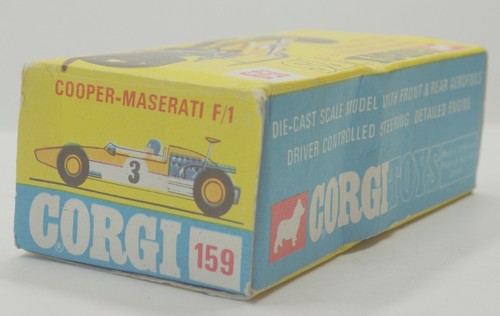 COOPER-MASERATI F/1
3
CORGI
159
DIE-CAST SCALE MODEL WITH FRONT & REAR AEROFOILS
DRIVER CONTROLLED STEERING DETAILED ENGINE
CORGI TOYS